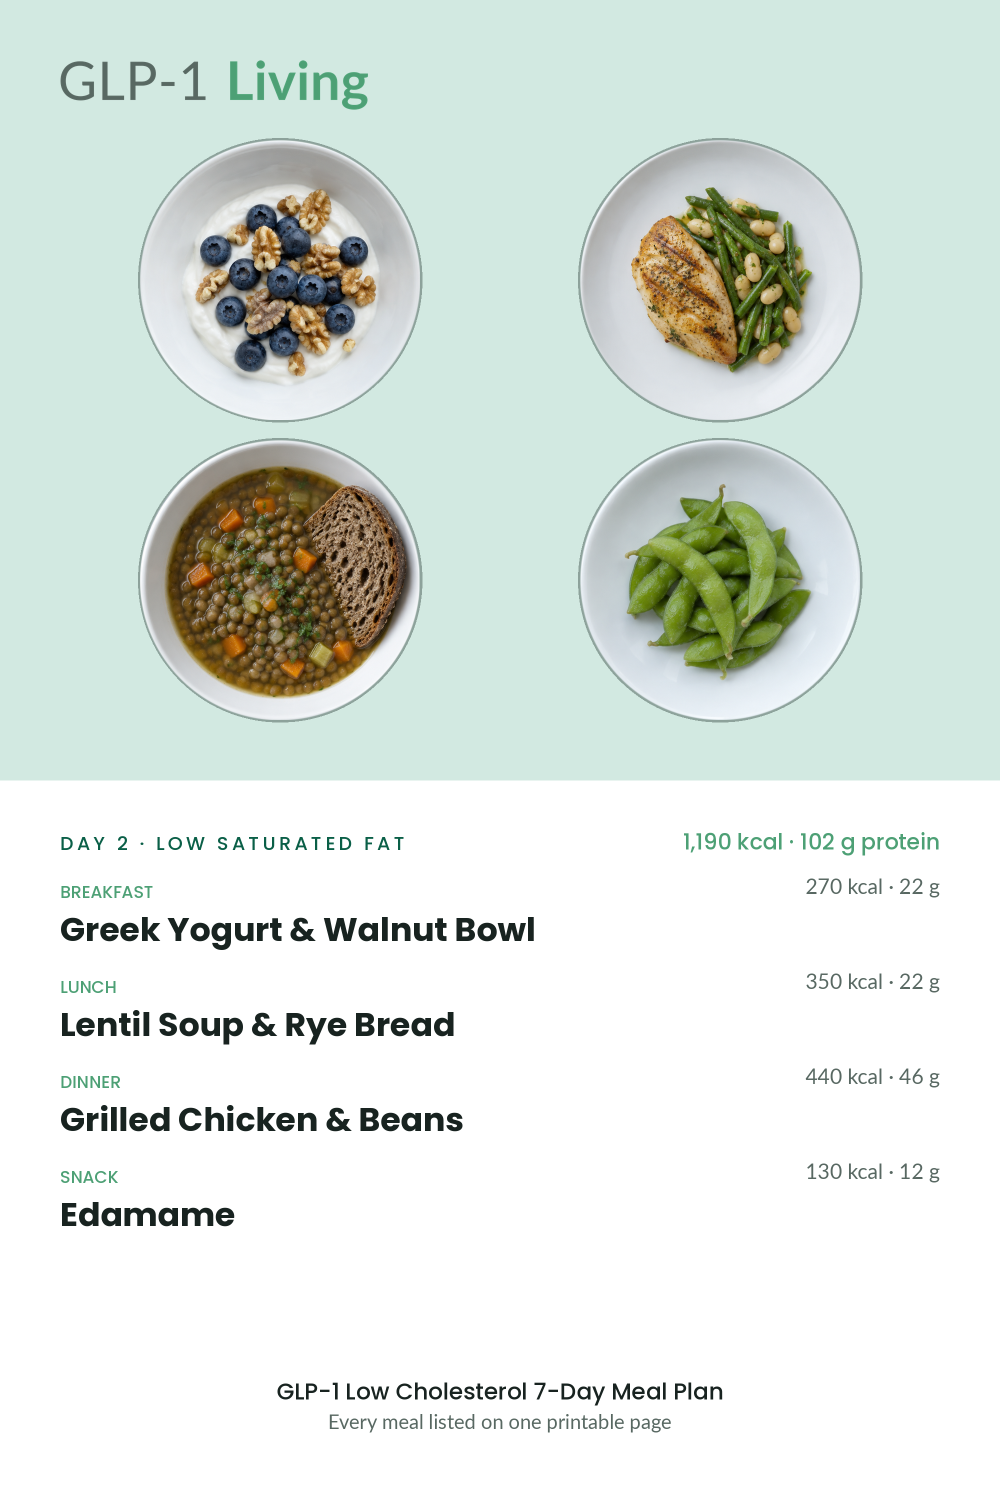 GLP-1 Living
DAY 2 · LOW SATURATED FAT
1,190 kcal · 102 g protein
BREAKFAST
270 kcal · 22 g
Greek Yogurt & Walnut Bowl
LUNCH
350 kcal · 22 g
Lentil Soup & Rye Bread
DINNER
440 kcal · 46 g
Grilled Chicken & Beans
SNACK
130 kcal · 12 g
Edamame
GLP-1 Low Cholesterol 7-Day Meal Plan
Every meal listed on one printable page